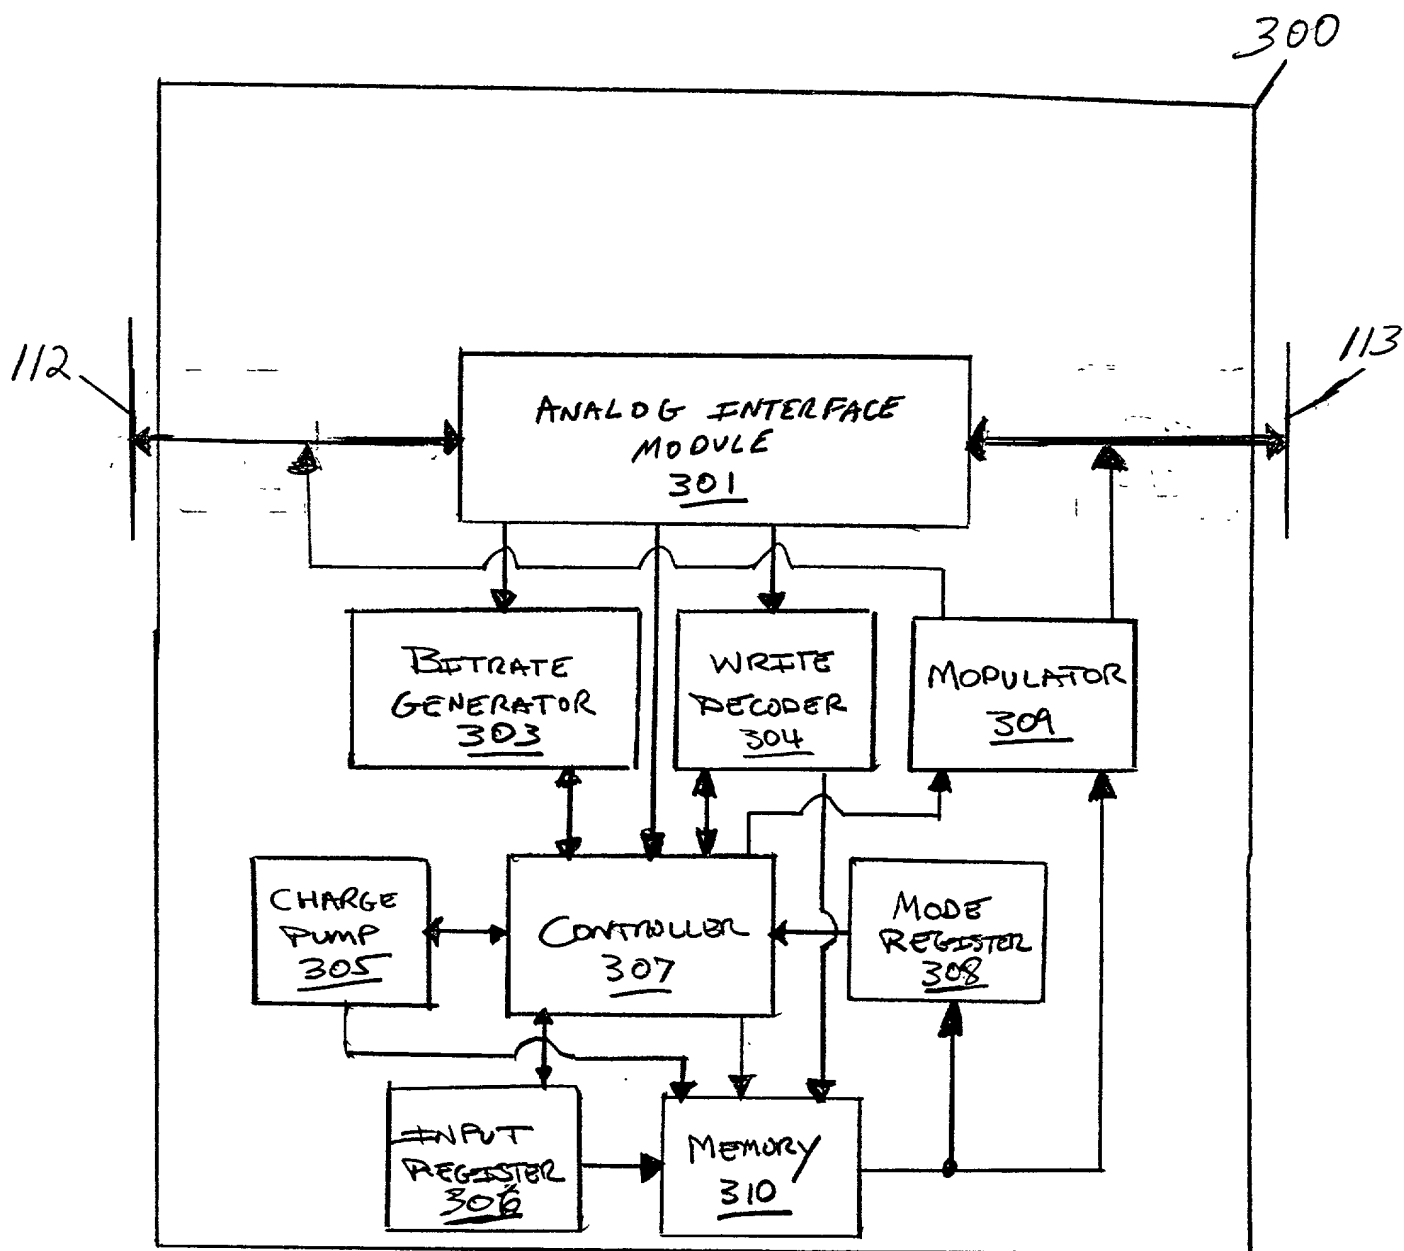 300
112
113
ANALOG INTERFACE
MODULE
301
BITRATE
GENERATOR
303
WRITE
DECODER
304
MODULATOR
309
CHARGE
PUMP
305
CONTROLLER
307
MODE
REGISTER
308
INPUT
REGISTER
306
MEMORY
310